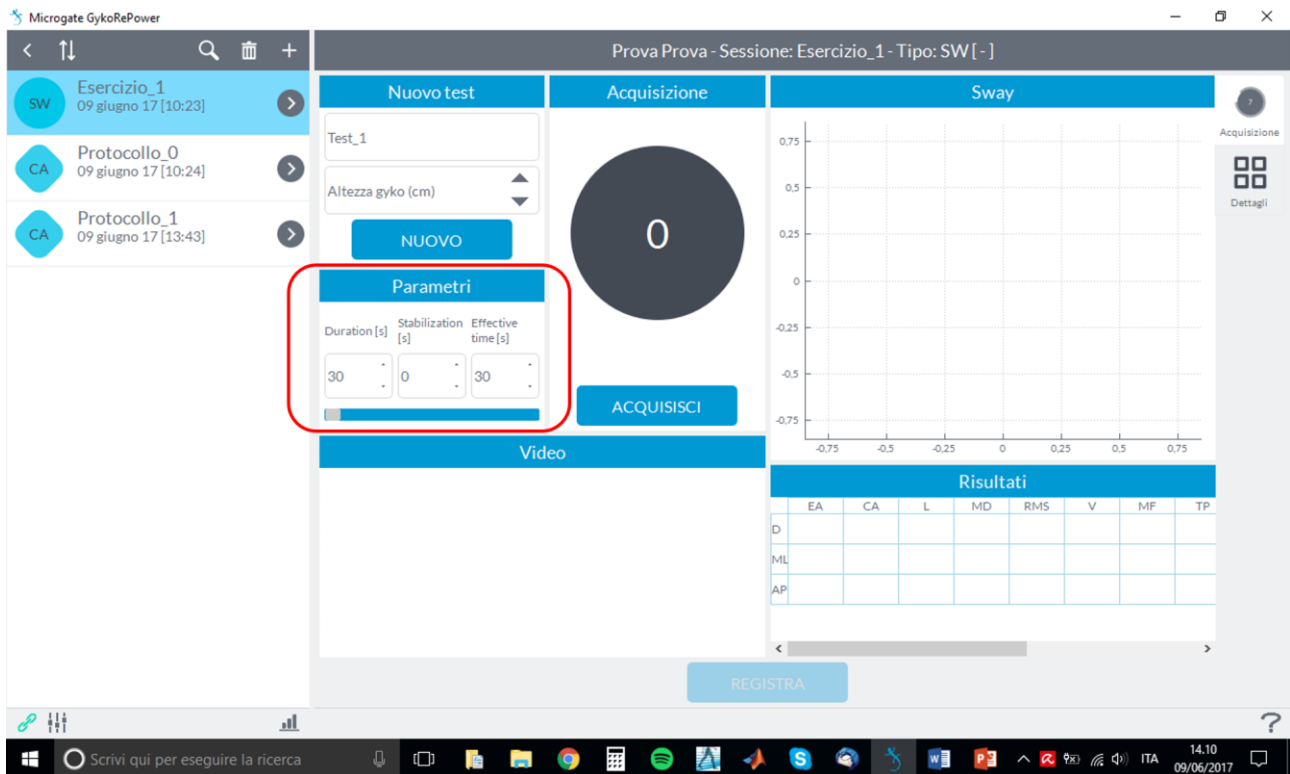 Microgate GykoRePower
Prova Prova - Sessione: Esercizio_1 - Tipo: SW [ - ]
SW
Esercizio_1
09 giugno 17 [10:23]
CA
Protocollo_0
09 giugno 17 [10:24]
CA
Protocollo_1
09 giugno 17 [13:43]
Nuovo test
Test_1
Altezza gyko (cm)
NUOVO
Parametri
Duration [s]
Stabilization
[s]
Effective
time [s]
30
0
30
Acquisizione
0
ACQUISISCI
Video
Sway
0,75
0,5
0,25
0
-0,25
-0,5
-0,75
-0,75 -0,5 -0,25 0 0,25 0,5 0,75
Risultati
EA CA L MD RMS V MF TP
D
ML
AP
7
Acquisizione
Dettagli
REGISTRA
?
Scrivi qui per eseguire la ricerca
ITA
14.10
09/06/2017